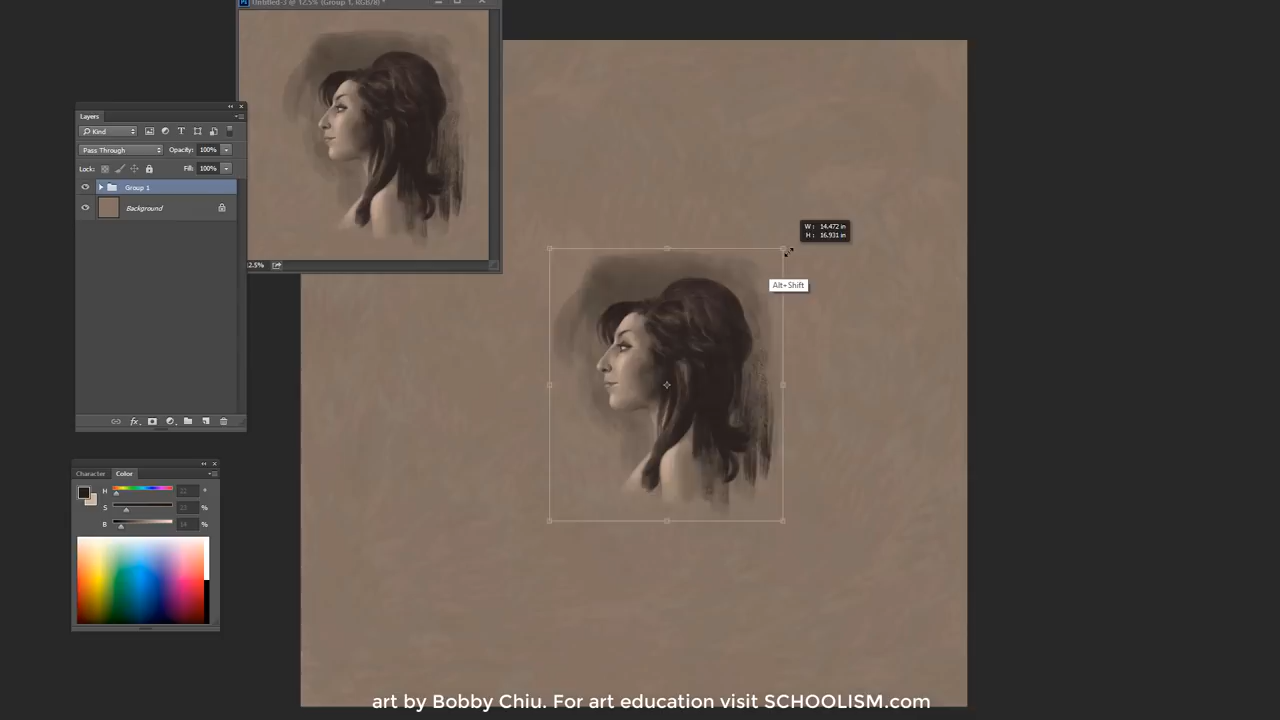 Untitled-3 @ 12.5% (Group 1, RGB/8) *
Layers
Kind
Pass Through
Opacity: 100%
Lock:
Fill: 100%
Group 1
Background
fx
12.5%
W: 14.472 in
H: 16.931 in
Alt+Shift
Character
Color
H
°
S
%
B
%
art by Bobby Chiu. For art education visit SCHOOLISM.com